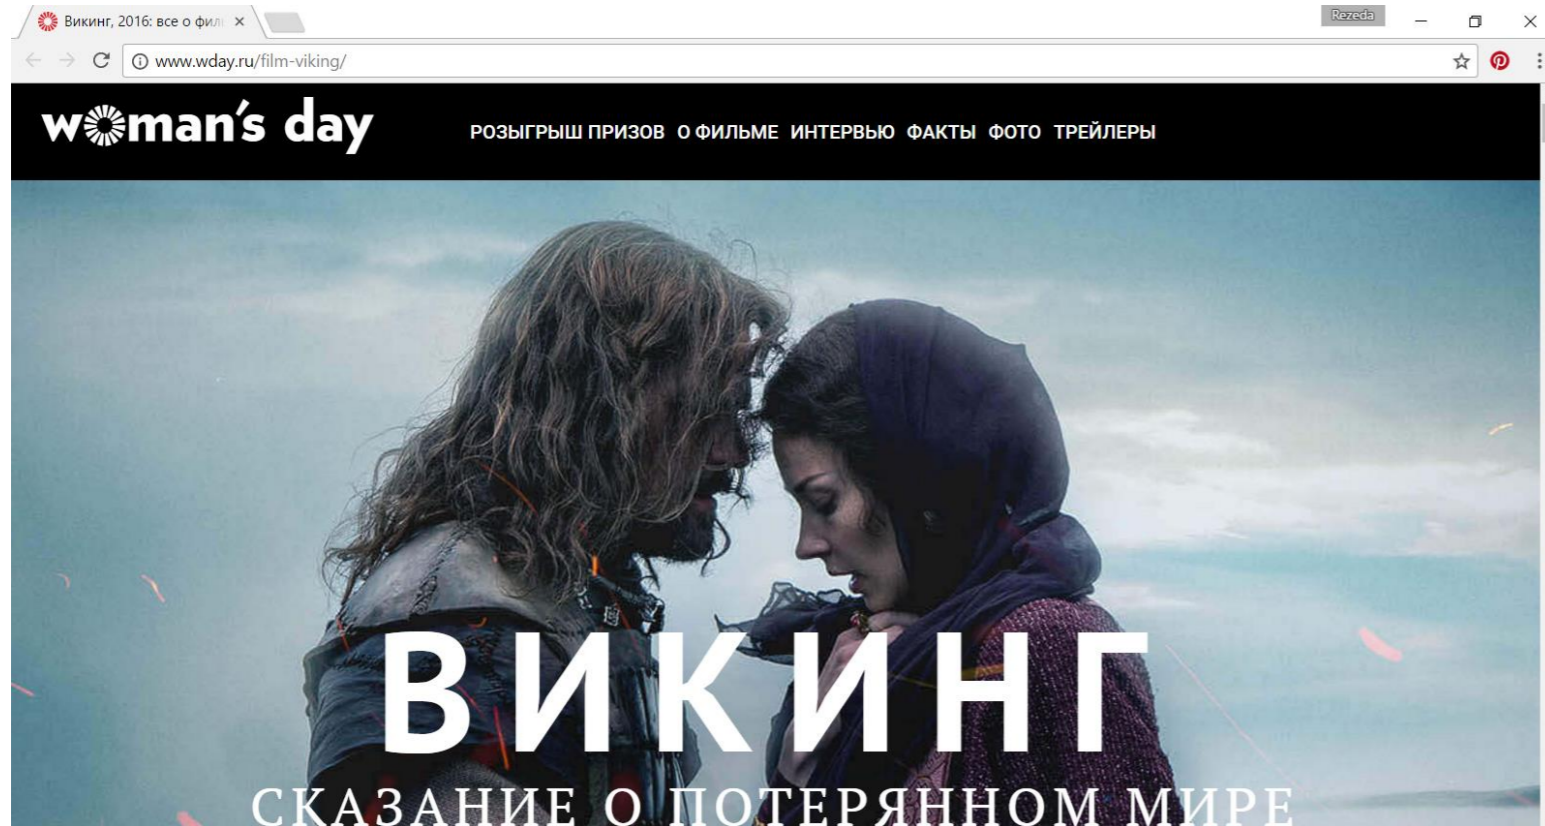 Викинг, 2016: все о фил
Rezeda
www.wday.ru/film-viking/
woman's day
РОЗЫГРЫШ ПРИЗОВ О ФИЛЬМЕ ИНТЕРВЬЮ ФАКТЫ ФОТО ТРЕЙЛЕРЫ
ВИКИНГ
СКАЗАНИЕ О ПОТЕРЯННОМ МИРЕ